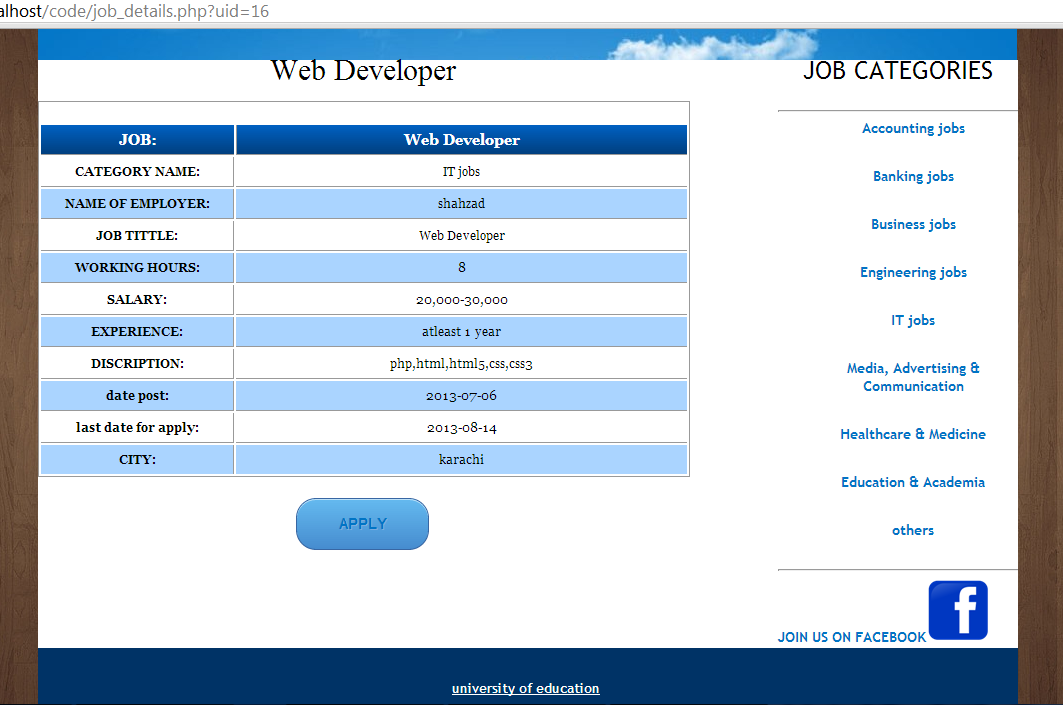 alhost/code/job_details.php?uid=16
Web Developer
JOB: Web Developer
CATEGORY NAME: IT jobs
NAME OF EMPLOYER: shahzad
JOB TITTLE: Web Developer
WORKING HOURS: 8
SALARY: 20,000-30,000
EXPERIENCE: atleast 1 year
DISCRIPTION: php,html,html5,css,css3
date post: 2013-07-06
last date for apply: 2013-08-14
CITY: karachi
APPLY
JOB CATEGORIES
Accounting jobs
Banking jobs
Business jobs
Engineering jobs
IT jobs
Media, Advertising &
Communication
Healthcare & Medicine
Education & Academia
others
JOIN US ON FACEBOOK f
university of education